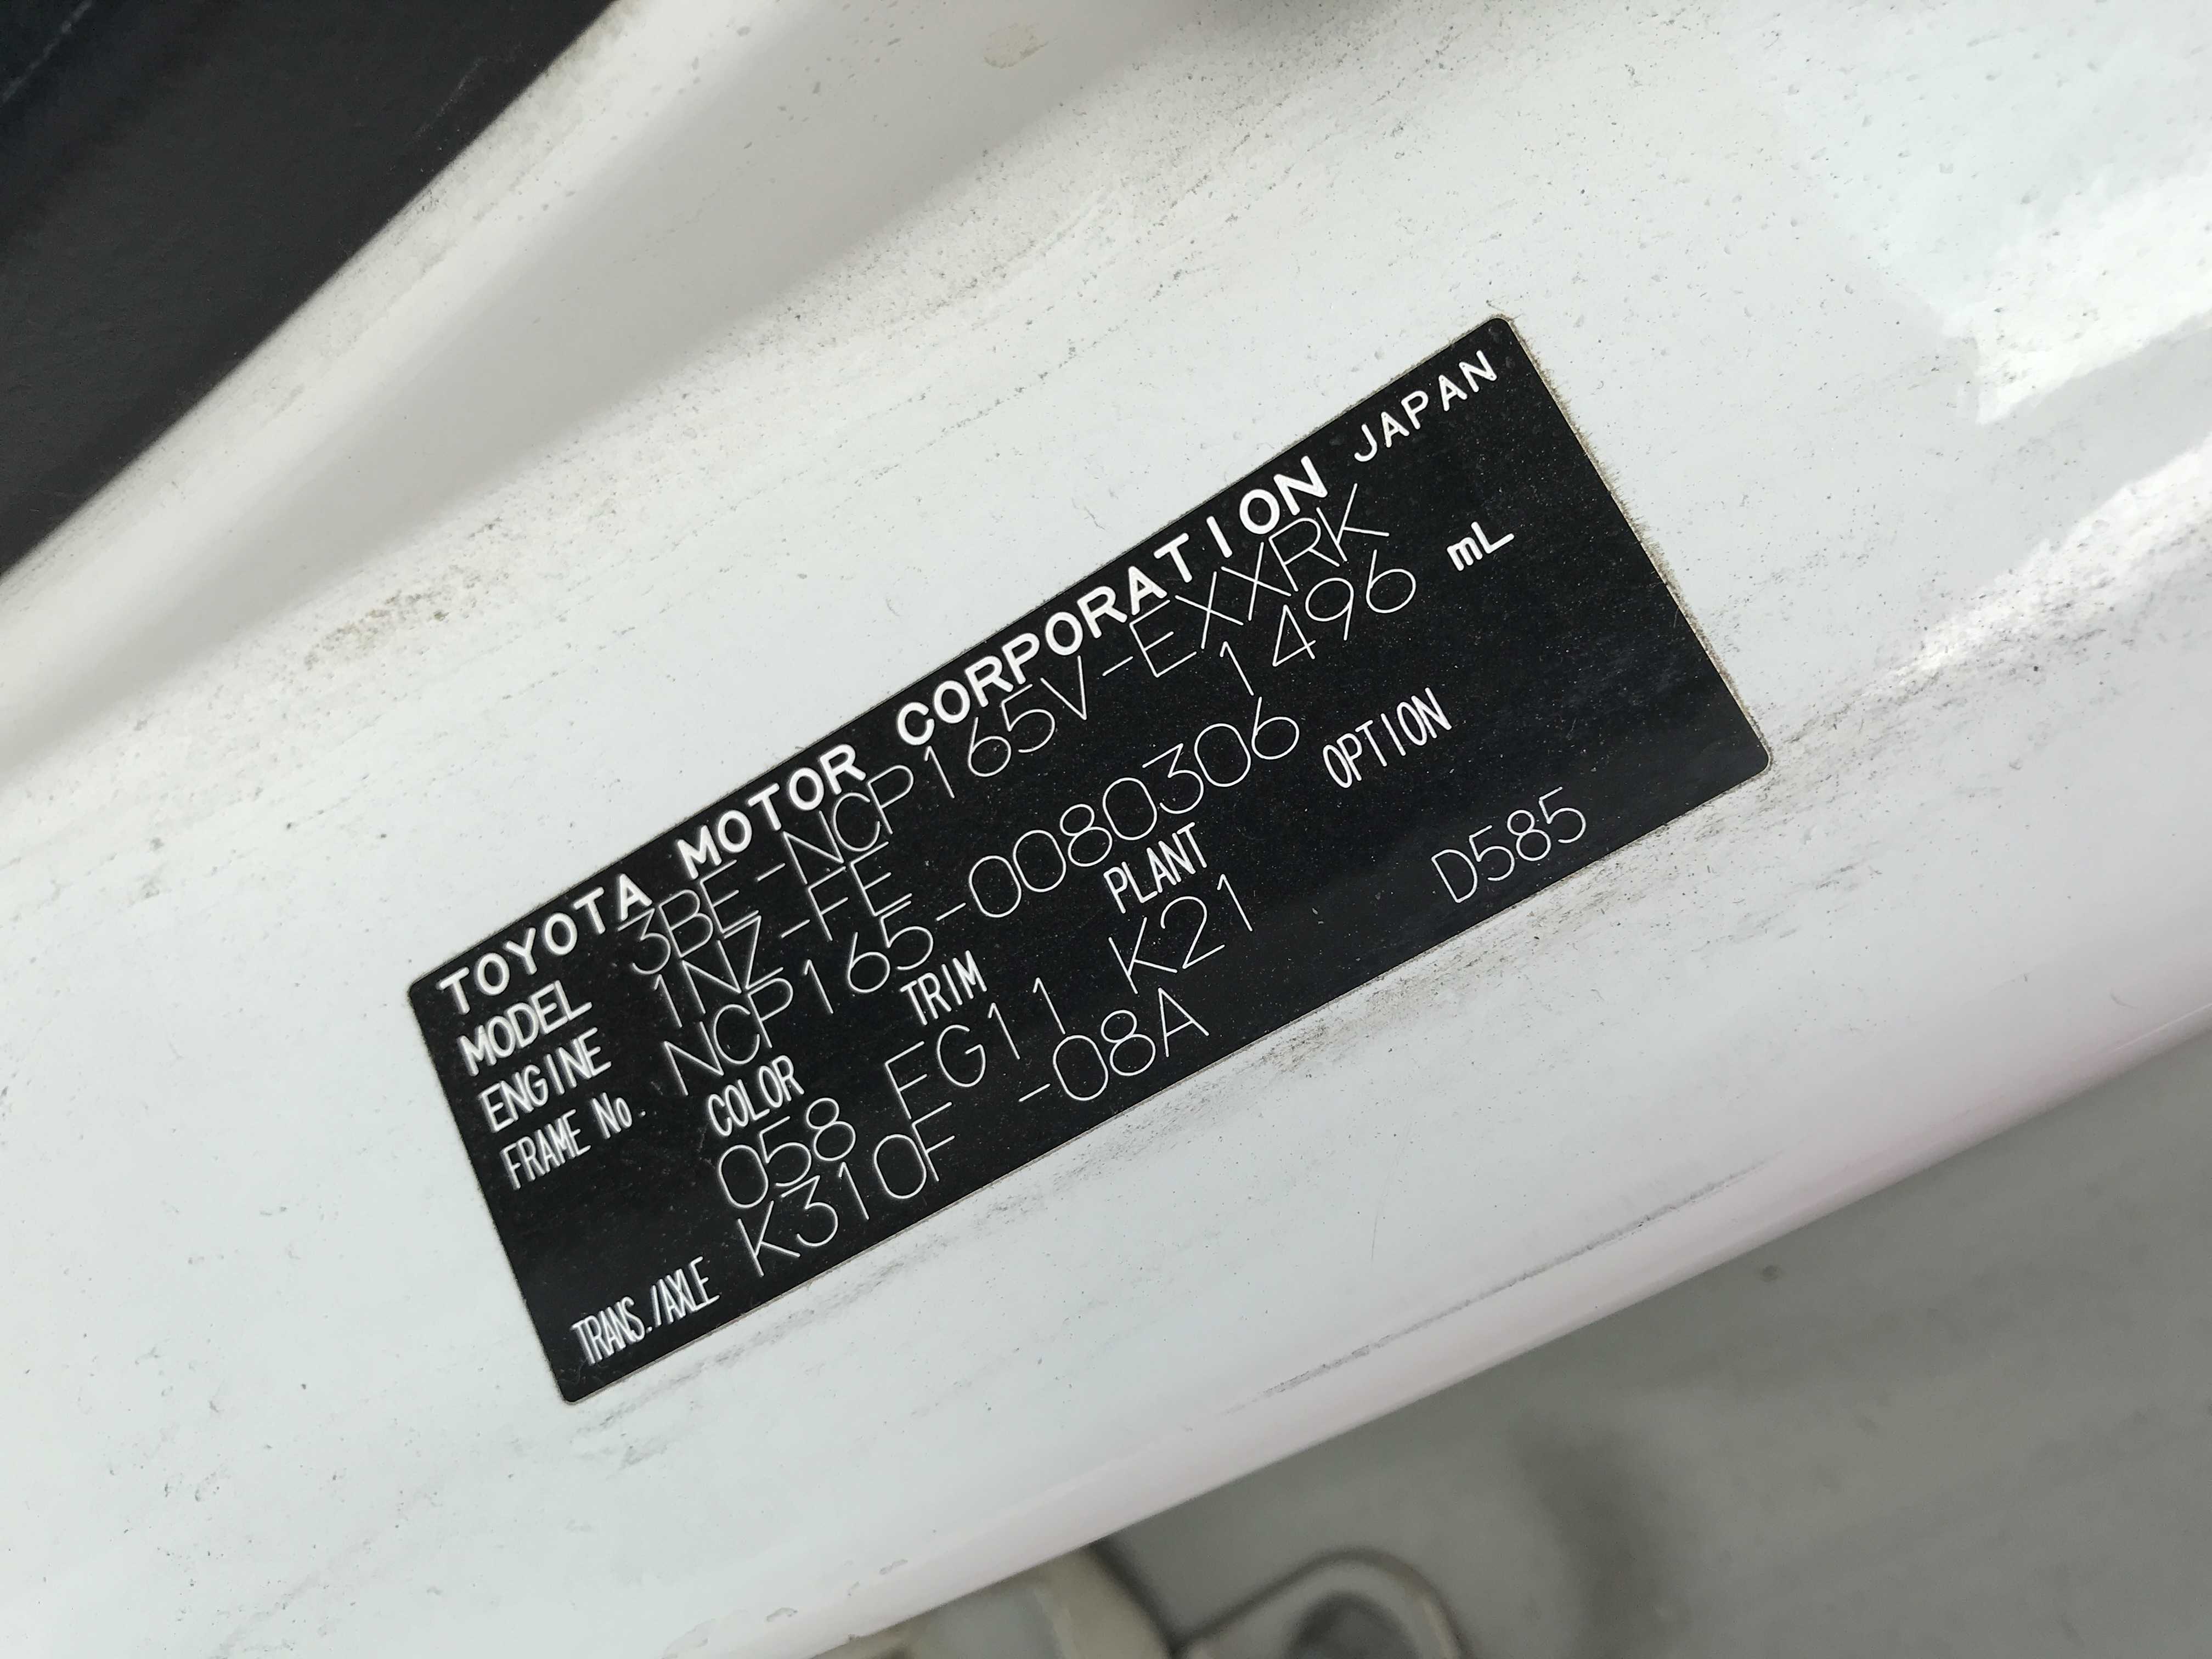 TOYOTA MOTOR CORPORATION JAPAN
MODEL 3BE-NCP165V-EXXRK
ENGINE 1NZ-FE 1496 mL
FRAME No. NCP165-0080306
COLOR TRIM PLANT OPTION
058 EG11 K21 D585
TRANS./AXLE K310F -08A